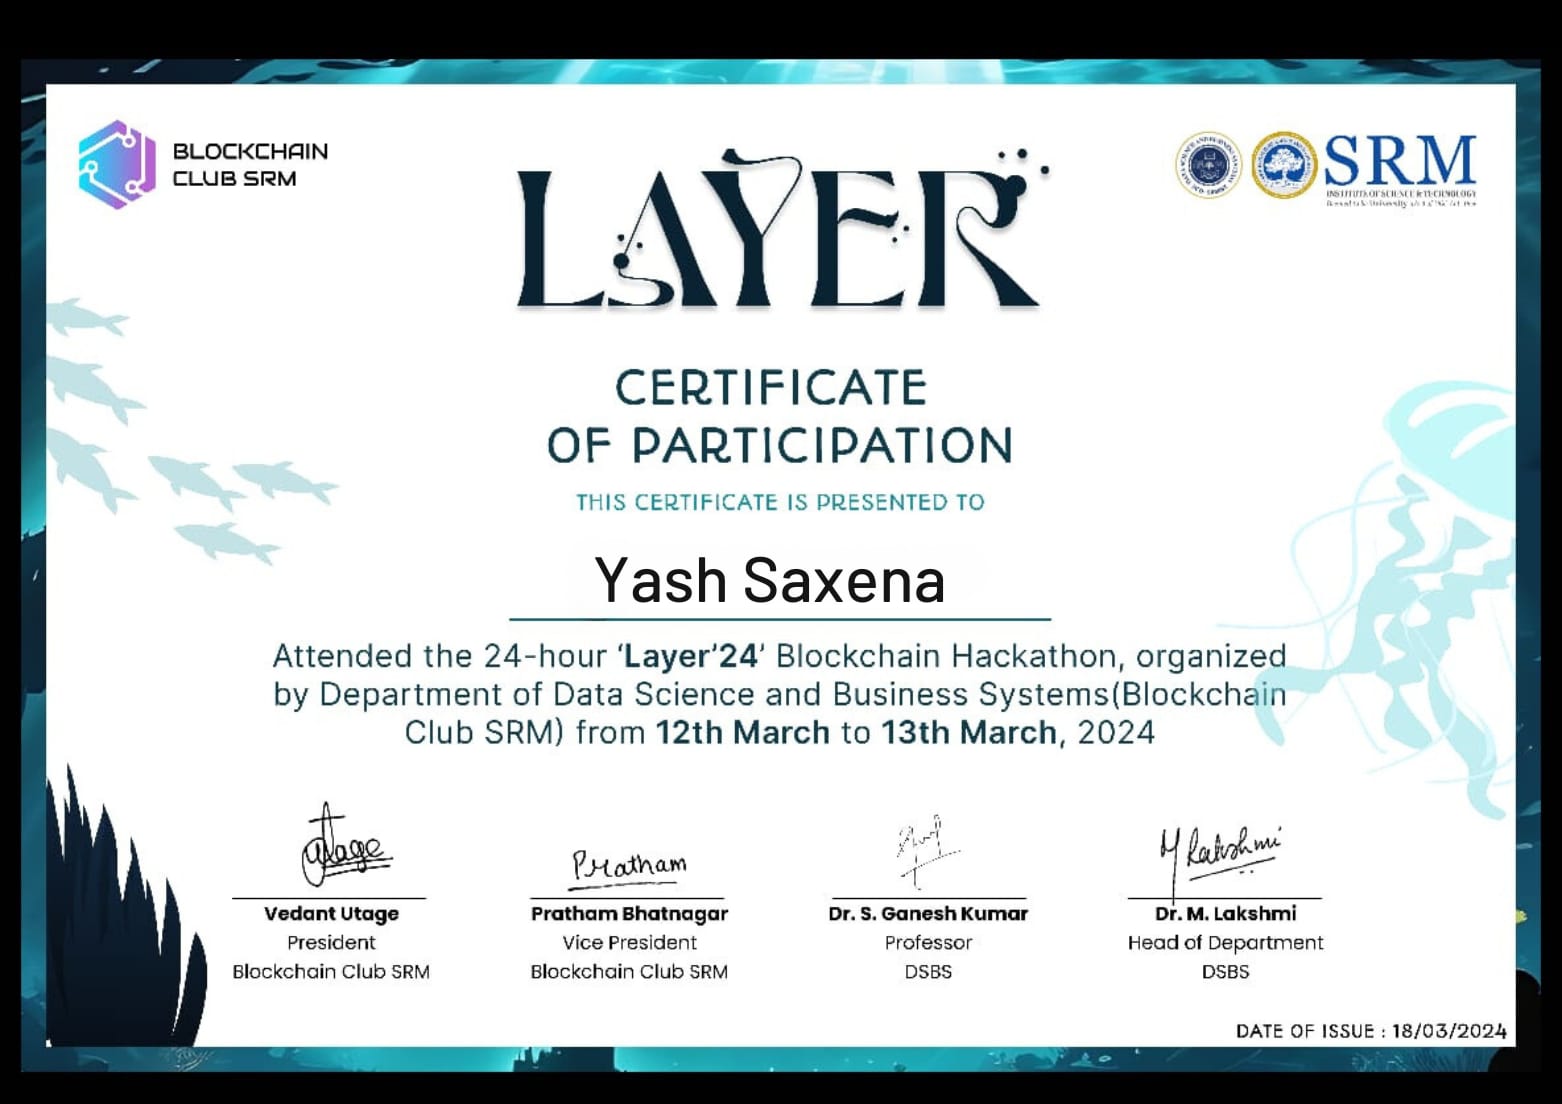 BLOCKCHAIN
CLUB SRM
LAYER
SRM
INSTITUTE OF SCIENCE & TECHNOLOGY
CERTIFICATE
OF PARTICIPATION
THIS CERTIFICATE IS PRESENTED TO
Yash Saxena
Attended the 24-hour ‘Layer’24’ Blockchain Hackathon, organized
by Department of Data Science and Business Systems(Blockchain
Club SRM) from 12th March to 13th March, 2024
Utage
Pratham
M Lakshmi
Vedant Utage
Pratham Bhatnagar
Dr. S. Ganesh Kumar
Dr. M. Lakshmi
President
Vice President
Professor
Head of Department
Blockchain Club SRM
Blockchain Club SRM
DSBS
DSBS
DATE OF ISSUE : 18/03/2024